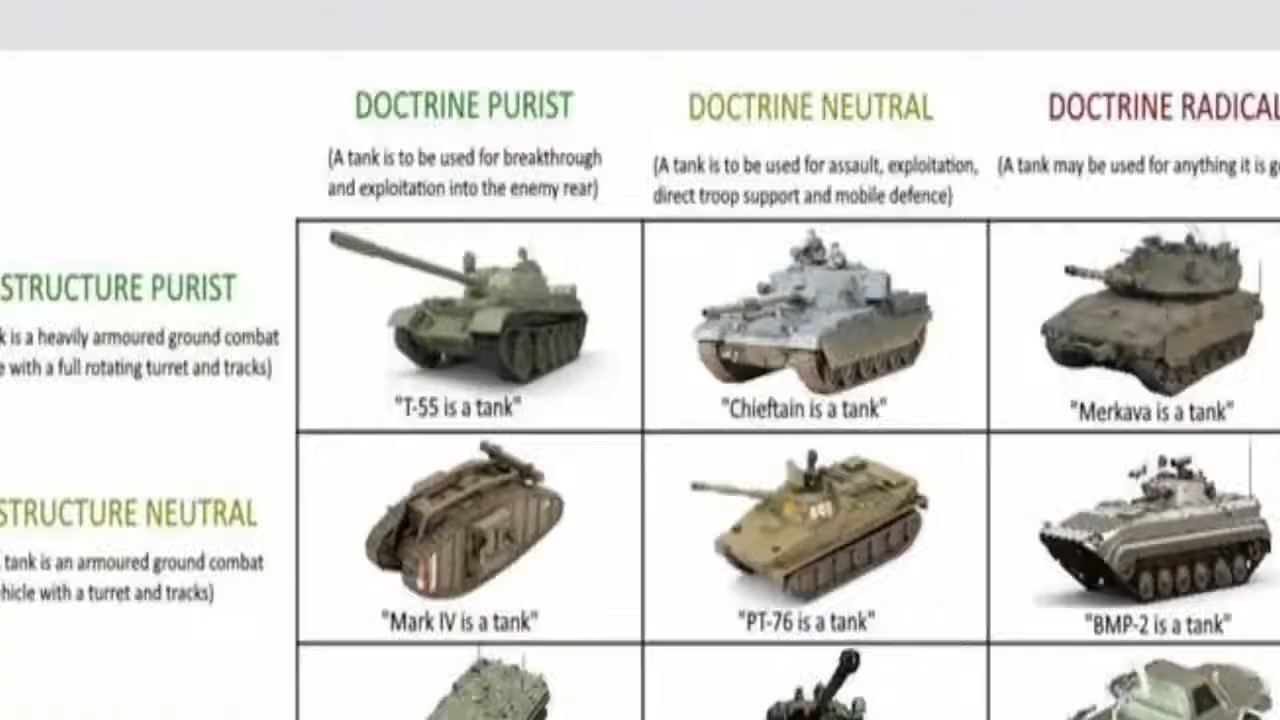 DOCTRINE PURIST
DOCTRINE NEUTRAL
DOCTRINE RADICAL
(A tank is to be used for breakthrough
and exploitation into the enemy rear)
(A tank is to be used for assault, exploitation,
direct troop support and mobile defence)
(A tank may be used for anything it is
STRUCTURE PURIST
is a heavily armoured ground combat
with a full rotating turret and tracks)
"T-55 is a tank"
"Chieftain is a tank"
"Merkava is a tank"
STRUCTURE NEUTRAL
tank is an armoured ground combat
with a turret and tracks)
"Mark IV is a tank"
"PT-76 is a tank"
"BMP-2 is a tank"